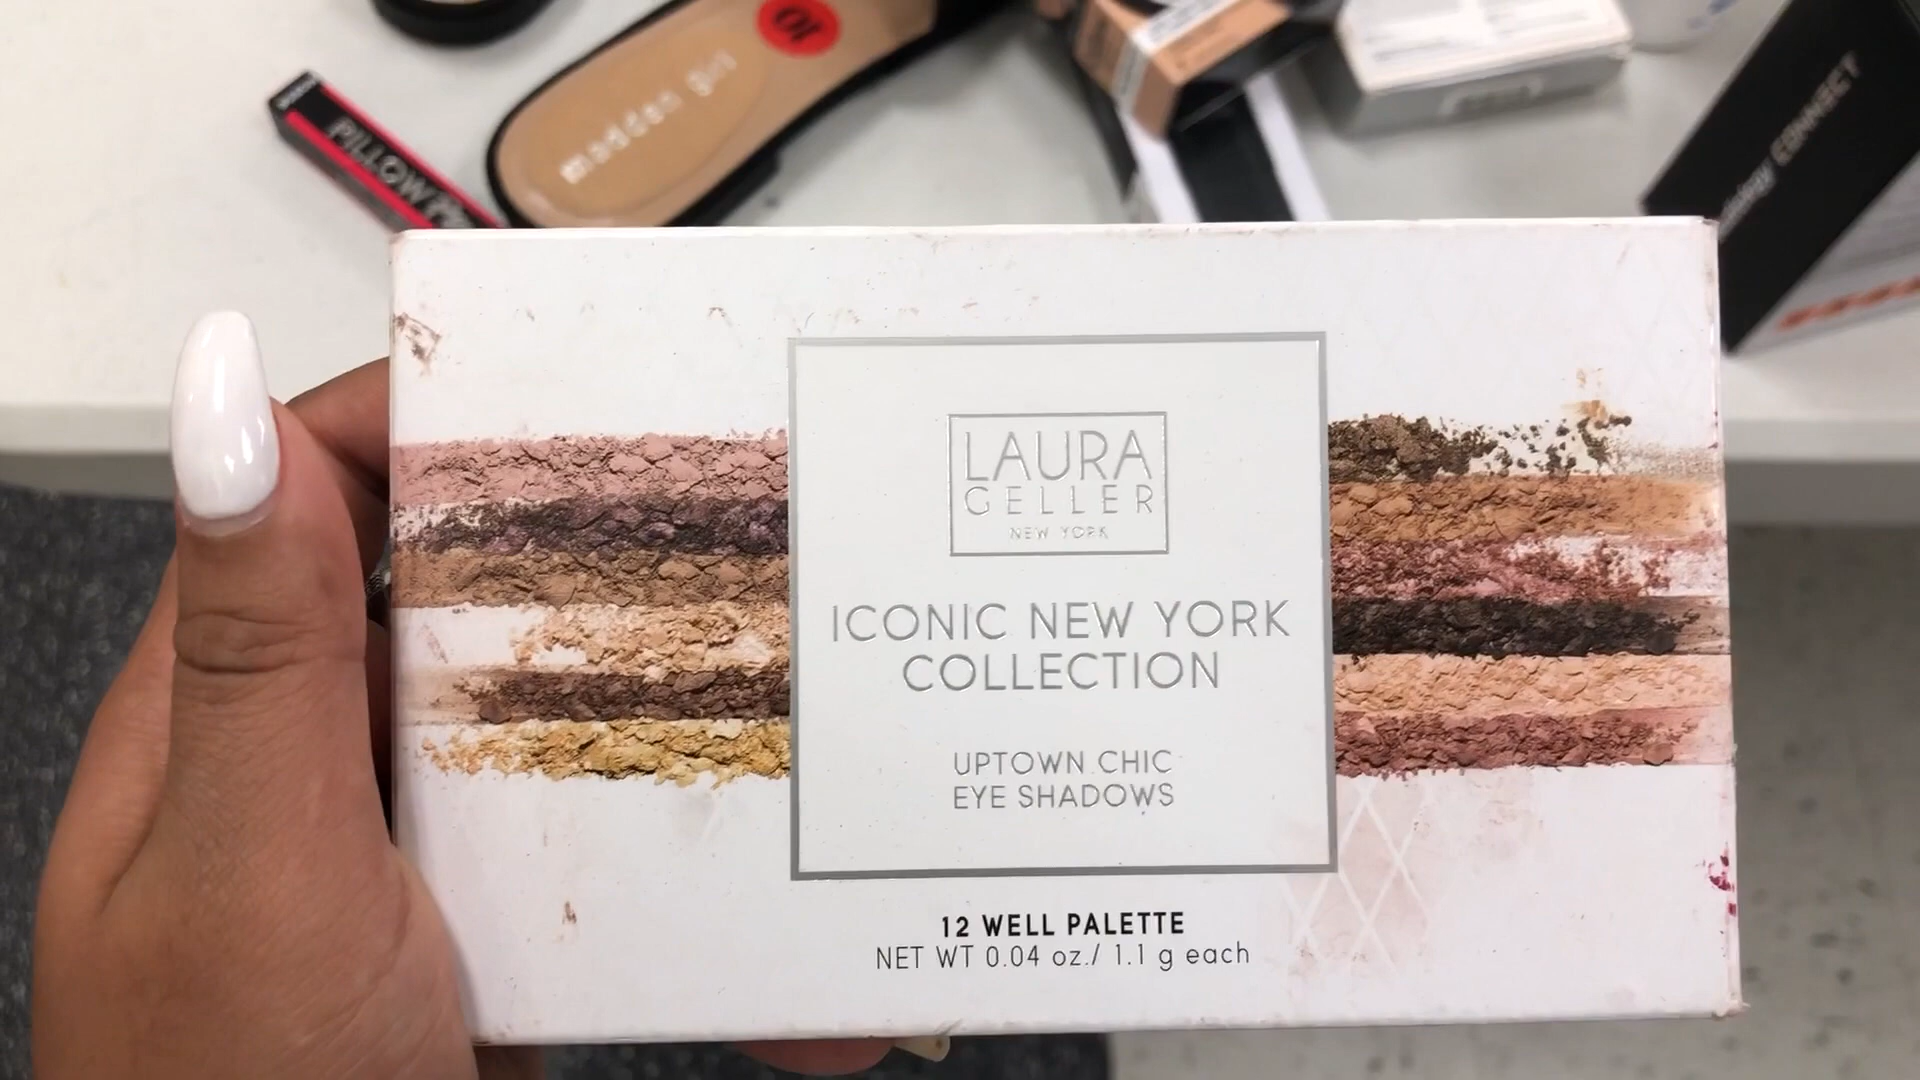 10
madden girl
PILLOW
CONNECT
LAURA
GELLER
NEW YORK
ICONIC NEW YORK
COLLECTION
UPTOWN CHIC
EYE SHADOWS
12 WELL PALETTE
NET WT 0.04 oz./ 1.1 g each